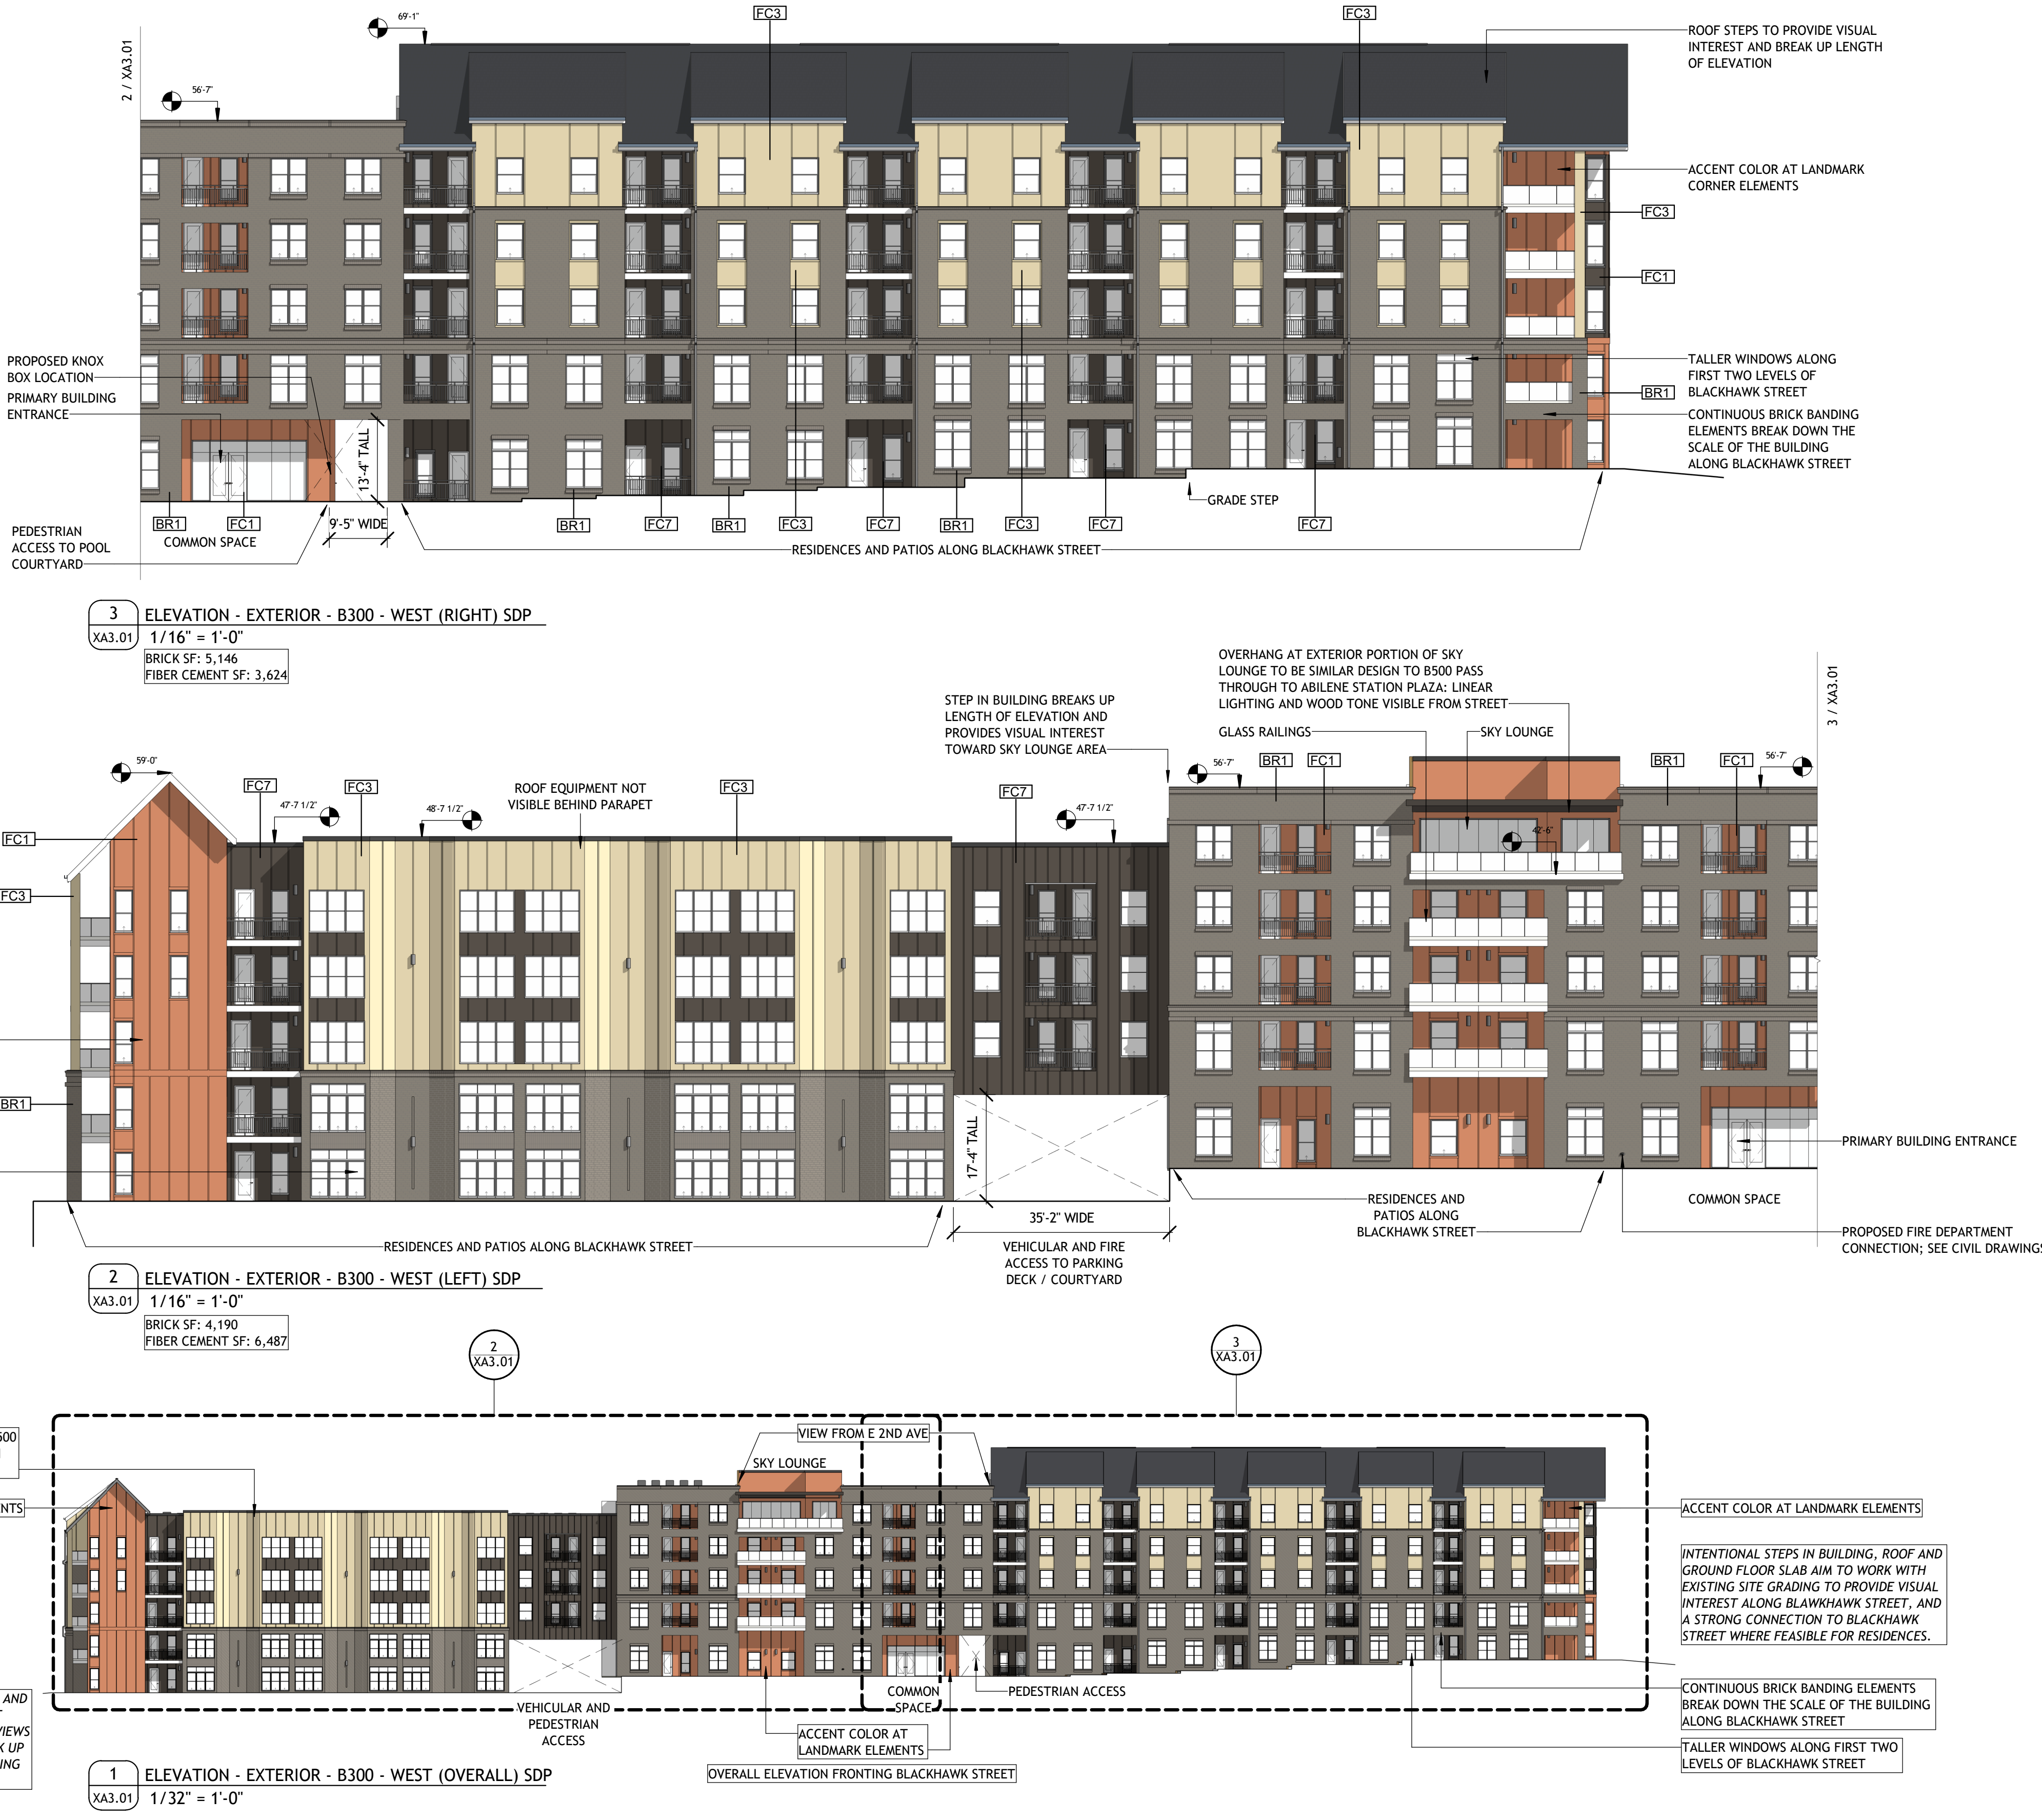 FC3
FC3
69'-1"
ROOF STEPS TO PROVIDE VISUAL
INTEREST AND BREAK UP LENGTH
OF ELEVATION
2 / XA3.01
56'-7"
ACCENT COLOR AT LANDMARK
CORNER ELEMENTS
FC3
FC1
PROPOSED KNOX
BOX LOCATION
PRIMARY BUILDING
ENTRANCE
TALLER WINDOWS ALONG
FIRST TWO LEVELS OF
BLACKHAWK STREET
BR1
CONTINUOUS BRICK BANDING
ELEMENTS BREAK DOWN THE
SCALE OF THE BUILDING
ALONG BLACKHAWK STREET
13'-4" TALL
GRADE STEP
BR1
FC1
9'-5" WIDE
BR1
FC7
BR1
FC3
FC7
BR1
FC3
FC7
FC7
COMMON SPACE
PEDESTRIAN
ACCESS TO POOL
COURTYARD
RESIDENCES AND PATIOS ALONG BLACKHAWK STREET
3
XA3.01
ELEVATION - EXTERIOR - B300 - WEST (RIGHT) SDP
1/16" = 1'-0"
BRICK SF: 5,146
FIBER CEMENT SF: 3,624
OVERHANG AT EXTERIOR PORTION OF SKY
LOUNGE TO BE SIMILAR DESIGN TO B500 PASS
THROUGH TO ABILENE STATION PLAZA: LINEAR
LIGHTING AND WOOD TONE VISIBLE FROM STREET
STEP IN BUILDING BREAKS UP
LENGTH OF ELEVATION AND
PROVIDES VISUAL INTEREST
TOWARD SKY LOUNGE AREA
GLASS RAILINGS
SKY LOUNGE
3 / XA3.01
59'-0"
FC7
FC3
47'-7 1/2"
48'-7 1/2"
ROOF EQUIPMENT NOT
VISIBLE BEHIND PARAPET
FC3
FC7
47'-7 1/2"
56'-7"
BR1
FC1
BR1
FC1
56'-7"
42'-6"
FC1
FC3
BR1
17'-4" TALL
PRIMARY BUILDING ENTRANCE
35'-2" WIDE
RESIDENCES AND
PATIOS ALONG
BLACKHAWK STREET
COMMON SPACE
PROPOSED FIRE DEPARTMENT
CONNECTION; SEE CIVIL DRAWINGS
RESIDENCES AND PATIOS ALONG BLACKHAWK STREET
VEHICULAR AND FIRE
ACCESS TO PARKING
DECK / COURTYARD
2
XA3.01
ELEVATION - EXTERIOR - B300 - WEST (LEFT) SDP
1/16" = 1'-0"
BRICK SF: 4,190
FIBER CEMENT SF: 6,487
2
XA3.01
3
XA3.01
VIEW FROM E 2ND AVE
SKY LOUNGE
ACCENT COLOR AT LANDMARK ELEMENTS
INTENTIONAL STEPS IN BUILDING, ROOF AND
GROUND FLOOR SLAB AIM TO WORK WITH
EXISTING SITE GRADING TO PROVIDE VISUAL
INTEREST ALONG BLAWKHAWK STREET, AND
A STRONG CONNECTION TO BLACKHAWK
STREET WHERE FEASIBLE FOR RESIDENCES.
COMMON
SPACE
PEDESTRIAN ACCESS
CONTINUOUS BRICK BANDING ELEMENTS
BREAK DOWN THE SCALE OF THE BUILDING
ALONG BLACKHAWK STREET
VEHICULAR AND
PEDESTRIAN
ACCESS
AND
VIEWS
UP
ACCENT COLOR AT
LANDMARK ELEMENTS
TALLER WINDOWS ALONG FIRST TWO
LEVELS OF BLACKHAWK STREET
OVERALL ELEVATION FRONTING BLACKHAWK STREET
1
XA3.01
ELEVATION - EXTERIOR - B300 - WEST (OVERALL) SDP
1/32" = 1'-0"